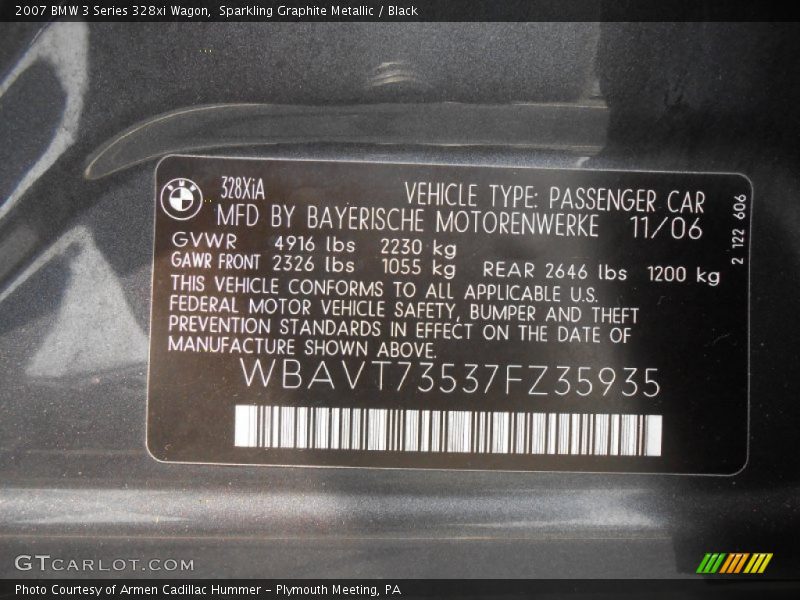 2007 BMW 3 Series 328xi Wagon, Sparkling Graphite Metallic / Black
328XiA VEHICLE TYPE: PASSENGER CAR
MFD BY BAYERISCHE MOTORENWERKE 11/06
GVWR 4916 lbs 2230 kg
GAWR FRONT 2326 lbs 1055 kg REAR 2646 lbs 1200 kg
THIS VEHICLE CONFORMS TO ALL APPLICABLE U.S.
FEDERAL MOTOR VEHICLE SAFETY, BUMPER AND THEFT
PREVENTION STANDARDS IN EFFECT ON THE DATE OF
MANUFACTURE SHOWN ABOVE.
WBAVT73537FZ35935
2 122 606
GTCARLOT.COM
Photo Courtesy of Armen Cadillac Hummer - Plymouth Meeting, PA